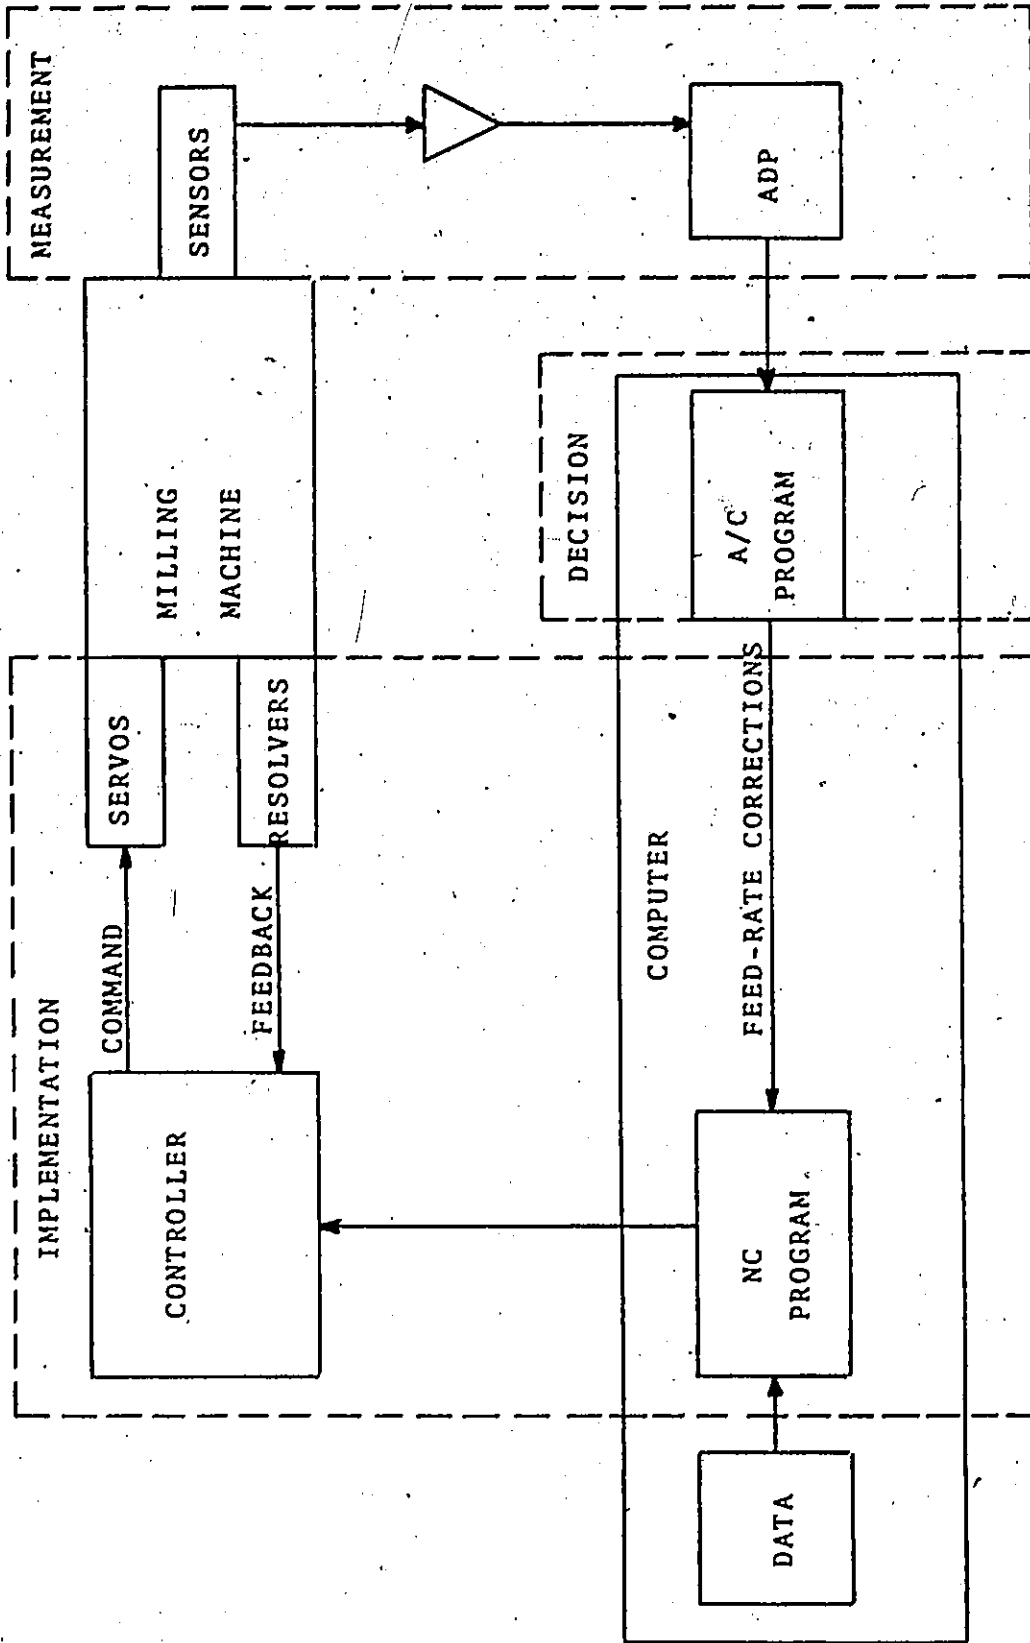 IMPLEMENTATION
MEASUREMENT
COMMAND
SERVOS
CONTROLLER
MILLING
MACHINE
SENSORS
FEEDBACK
RESOLVERS
DECISION
COMPUTER
DATA
NC
PROGRAM
FEED-RATE CORRECTIONS
A/C
PROGRAM
ADP